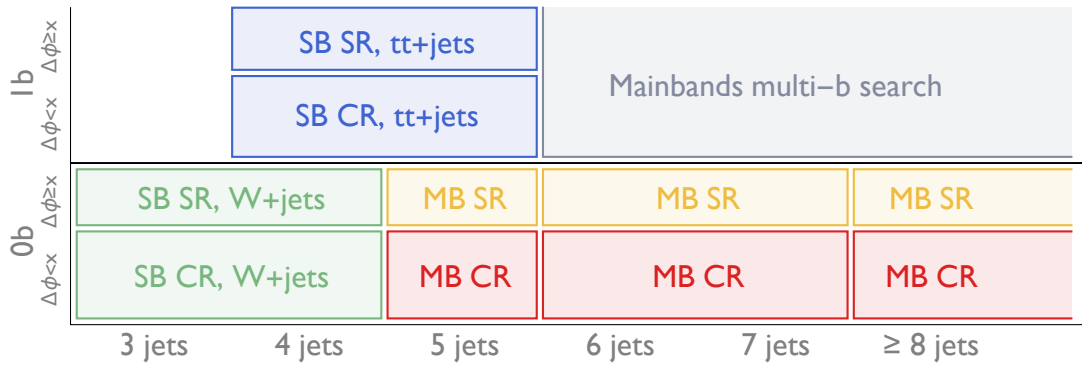 1b
Δϕ≥x
SB SR, tt+jets
Mainbands multi–b search
Δϕ<x
SB CR, tt+jets
0b
Δϕ≥x
SB SR, W+jets
MB SR
MB SR
MB SR
Δϕ<x
SB CR, W+jets
MB CR
MB CR
MB CR
3 jets
4 jets
5 jets
6 jets
7 jets
≥ 8 jets